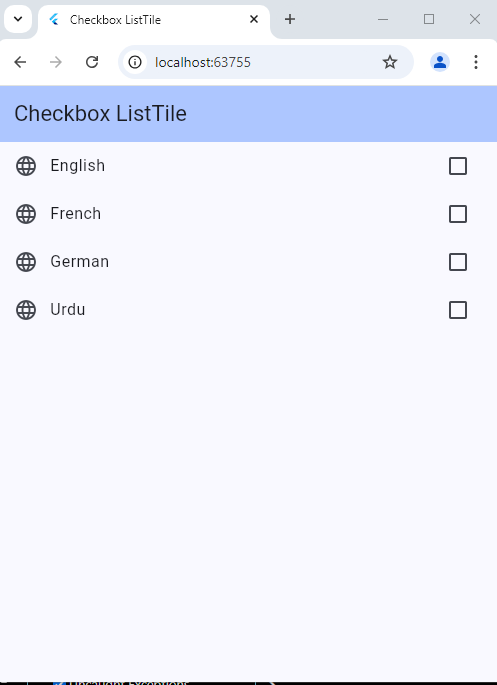 Checkbox ListTile
localhost:63755
Checkbox ListTile
English
French
German
Urdu